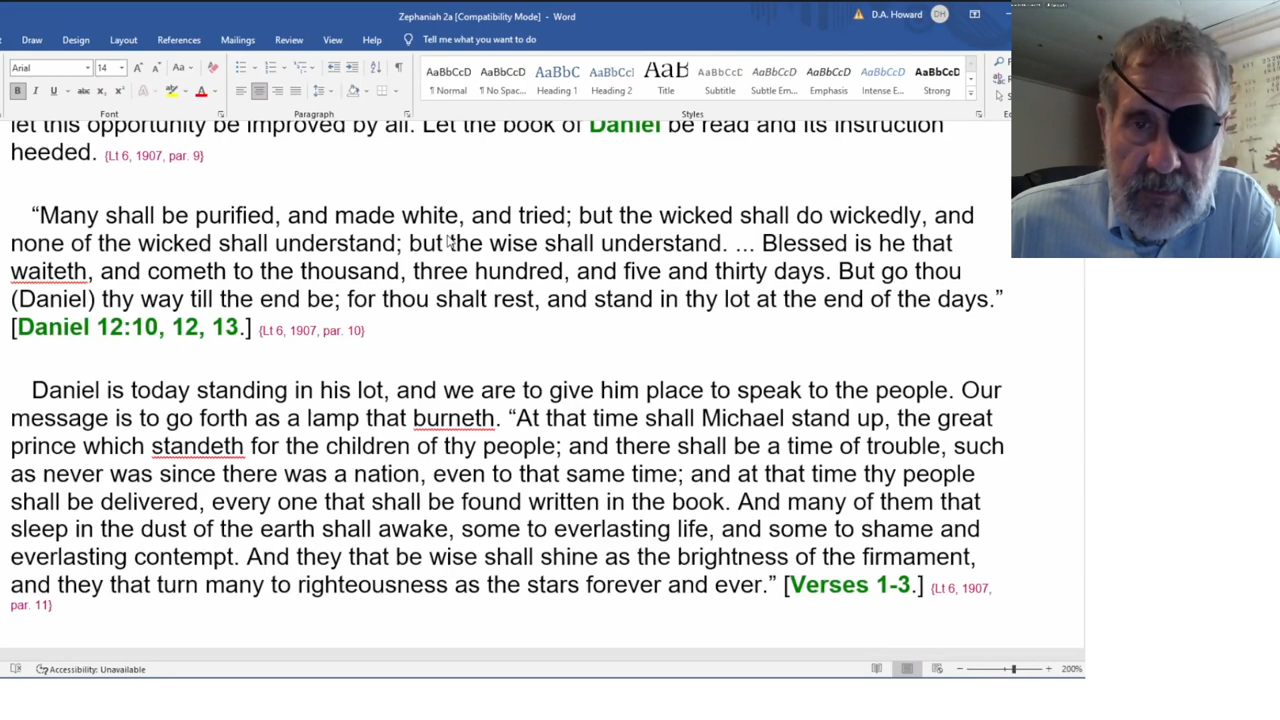 Zephaniah 2a [Compatibility Mode] - Word
D.A. Howard DH
Draw Design Layout References Mailings Review View Help Tell me what you want to do
Arial 14
AaBbCcD AaBbCcD AaBbC AaBbCcl AaB AaBbCcD AaBbCcD AaBbCcD AaBbCcD AaBbCcD
¶ Normal ¶ No Spac... Heading 1 Heading 2 Title Subtitle Subtle Em... Emphasis Intense E... Strong
Font Paragraph Styles
let this opportunity be improved by all. Let the book of Daniel be read and its instruction
heeded. {Lt 6, 1907, par. 9}
“Many shall be purified, and made white, and tried; but the wicked shall do wickedly, and
none of the wicked shall understand; but the wise shall understand. ... Blessed is he that
waiteth, and cometh to the thousand, three hundred, and five and thirty days. But go thou
(Daniel) thy way till the end be; for thou shalt rest, and stand in thy lot at the end of the days.”
[Daniel 12:10, 12, 13.] {Lt 6, 1907, par. 10}
Daniel is today standing in his lot, and we are to give him place to speak to the people. Our
message is to go forth as a lamp that burneth. “At that time shall Michael stand up, the great
prince which standeth for the children of thy people; and there shall be a time of trouble, such
as never was since there was a nation, even to that same time; and at that time thy people
shall be delivered, every one that shall be found written in the book. And many of them that
sleep in the dust of the earth shall awake, some to everlasting life, and some to shame and
everlasting contempt. And they that be wise shall shine as the brightness of the firmament,
and they that turn many to righteousness as the stars forever and ever.” [Verses 1-3.] {Lt 6, 1907,
par. 11}
Accessibility: Unavailable
200%